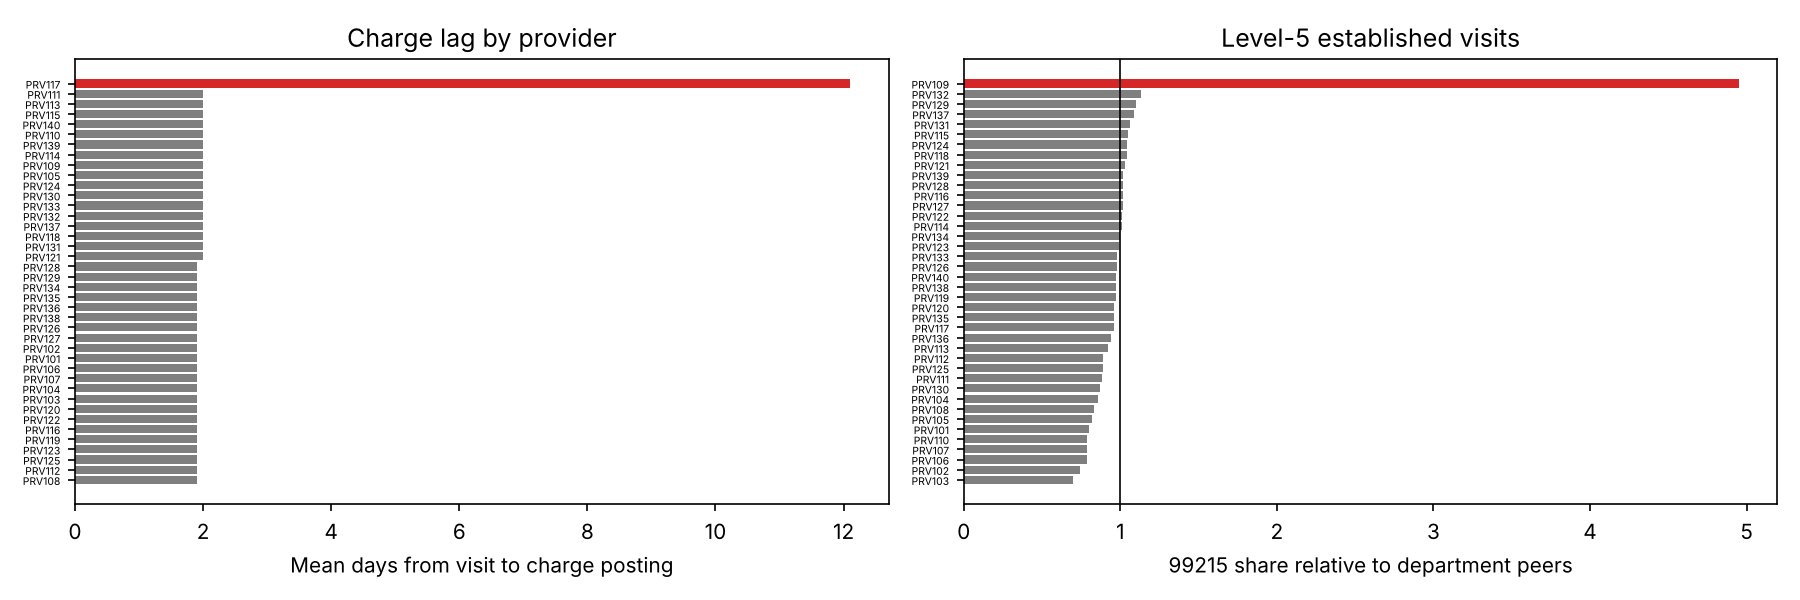 Charge lag by provider
PRV117
PRV111
PRV113
PRV115
PRV140
PRV110
PRV139
PRV114
PRV109
PRV105
PRV124
PRV130
PRV133
PRV132
PRV137
PRV118
PRV131
PRV121
PRV128
PRV129
PRV134
PRV135
PRV136
PRV138
PRV126
PRV127
PRV102
PRV101
PRV106
PRV107
PRV104
PRV103
PRV120
PRV122
PRV116
PRV119
PRV123
PRV125
PRV112
PRV108
0 2 4 6 8 10 12
Mean days from visit to charge posting
Level-5 established visits
PRV109
PRV132
PRV129
PRV137
PRV131
PRV115
PRV124
PRV118
PRV121
PRV139
PRV128
PRV116
PRV127
PRV122
PRV114
PRV134
PRV123
PRV133
PRV126
PRV140
PRV138
PRV119
PRV120
PRV135
PRV117
PRV136
PRV113
PRV112
PRV125
PRV111
PRV130
PRV104
PRV108
PRV105
PRV101
PRV110
PRV107
PRV106
PRV102
PRV103
0 1 2 3 4 5
99215 share relative to department peers